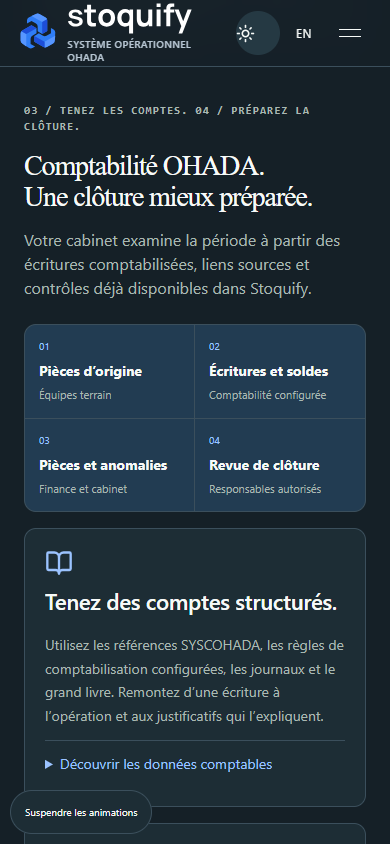 stoquify
SYSTÈME OPÉRATIONNEL
OHADA
EN
03 / TENEZ LES COMPTES. 04 / PRÉPAREZ LA
CLÔTURE.
Comptabilité OHADA.
Une clôture mieux préparée.
Votre cabinet examine la période à partir des
écritures comptabilisées, liens sources et
contrôles déjà disponibles dans Stoquify.
01
Pièces d’origine
Équipes terrain
02
Écritures et soldes
Comptabilité configurée
03
Pièces et anomalies
Finance et cabinet
04
Revue de clôture
Responsables autorisés
Tenez des comptes structurés.
Utilisez les références SYSCOHADA, les règles de
comptabilisation configurées, les journaux et le
grand livre. Remontez d’une écriture à
l’opération et aux justificatifs qui l’expliquent.
Découvrir les données comptables
Suspendre les animations